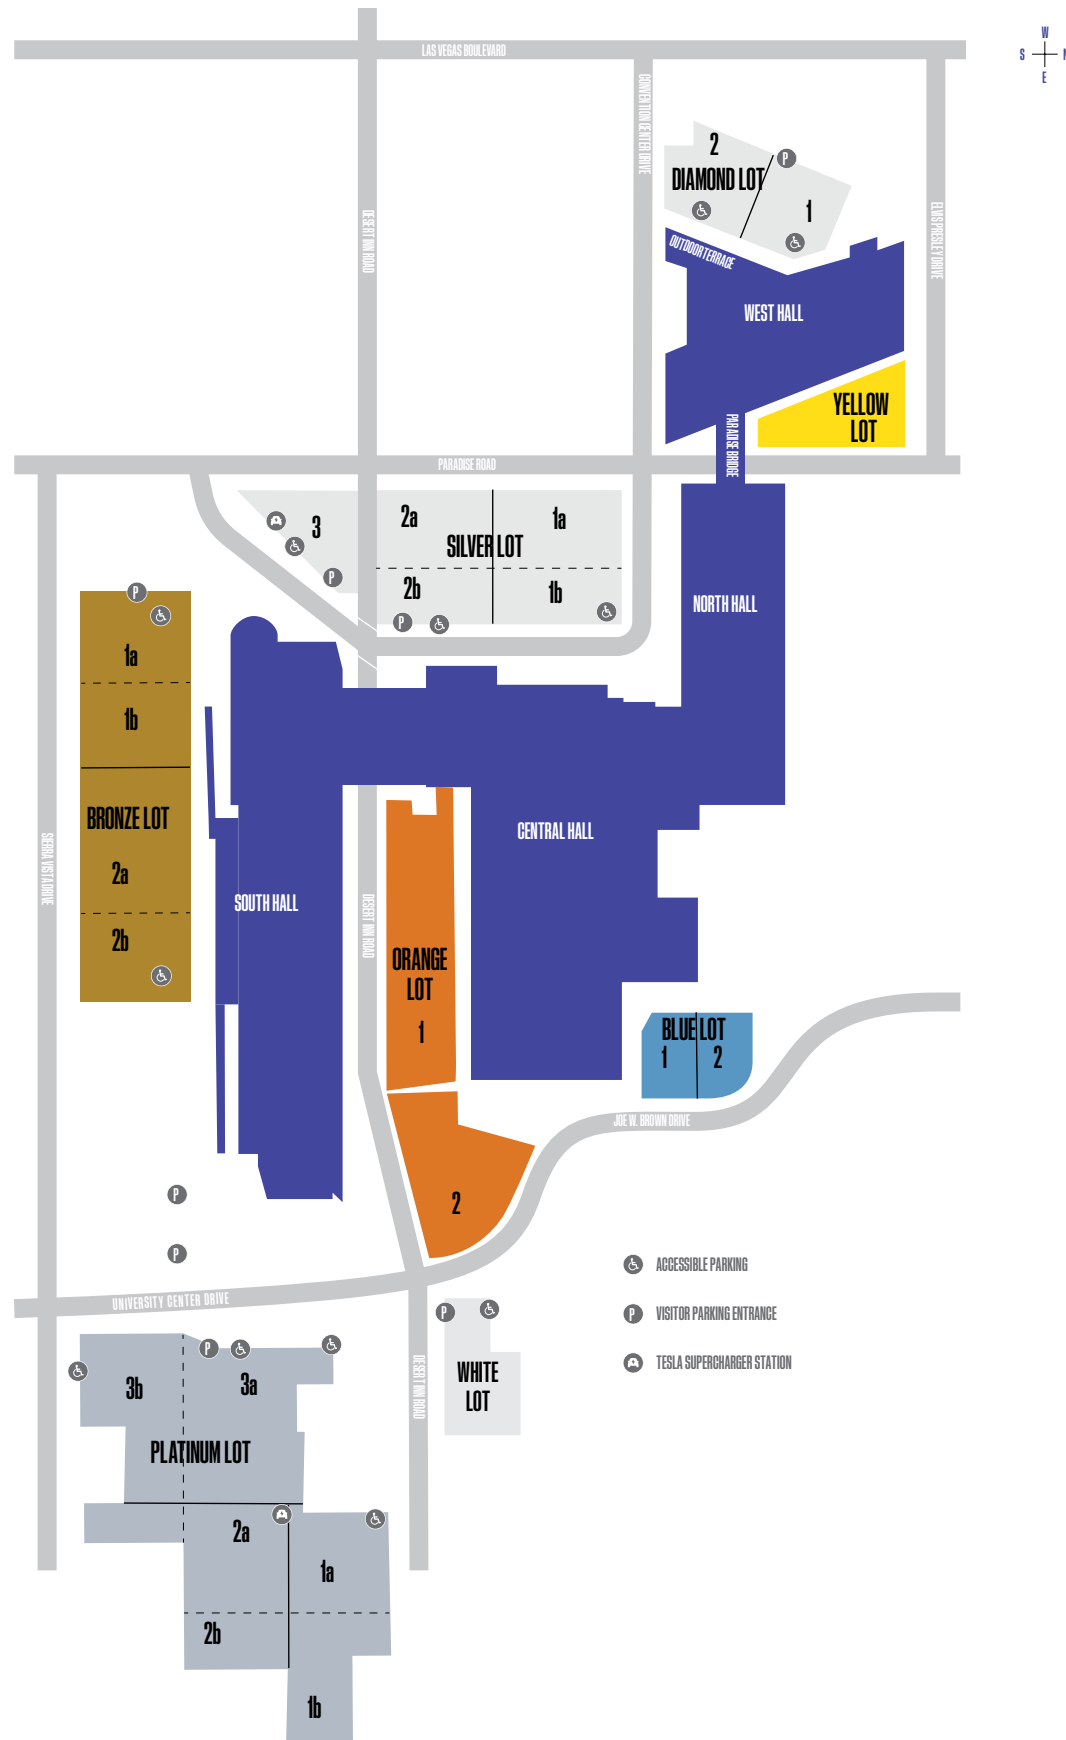 W
S
N
E
LAS VEGAS BOULEVARD
CONVENTION CENTER DRIVE
DESERT INN ROAD
ELVIS PRESLEY DRIVE
2
DIAMOND LOT
P
1
OUTDOOR TERRACE
WEST HALL
YELLOW
LOT
PARADISE BRIDGE
PARADISE ROAD
3
2a
1a
SILVER LOT
2b
1b
P
P
NORTH HALL
P
1a
1b
BRONZE LOT
2a
2b
SIERRA VISTA DRIVE
SOUTH HALL
CENTRAL HALL
DESERT INN ROAD
ORANGE
LOT
1
2
BLUE LOT
1
2
JOE W. BROWN DRIVE
P
P
UNIVERSITY CENTER DRIVE
ACCESSIBLE PARKING
P
VISITOR PARKING ENTRANCE
TESLA SUPERCHARGER STATION
P
WHITE
LOT
DESERT INN ROAD
P
3b
3a
PLATINUM LOT
2a
1a
2b
1b